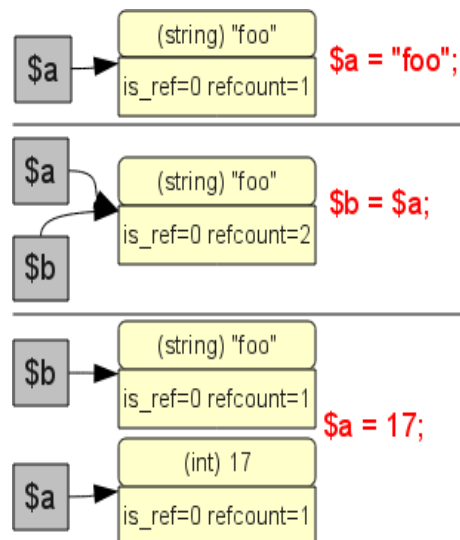 $a
(string) "foo"
is_ref=0 refcount=1
$a = "foo";
$a
$b
(string) "foo"
is_ref=0 refcount=2
$b = $a;
$b
(string) "foo"
is_ref=0 refcount=1
$a = 17;
$a
(int) 17
is_ref=0 refcount=1